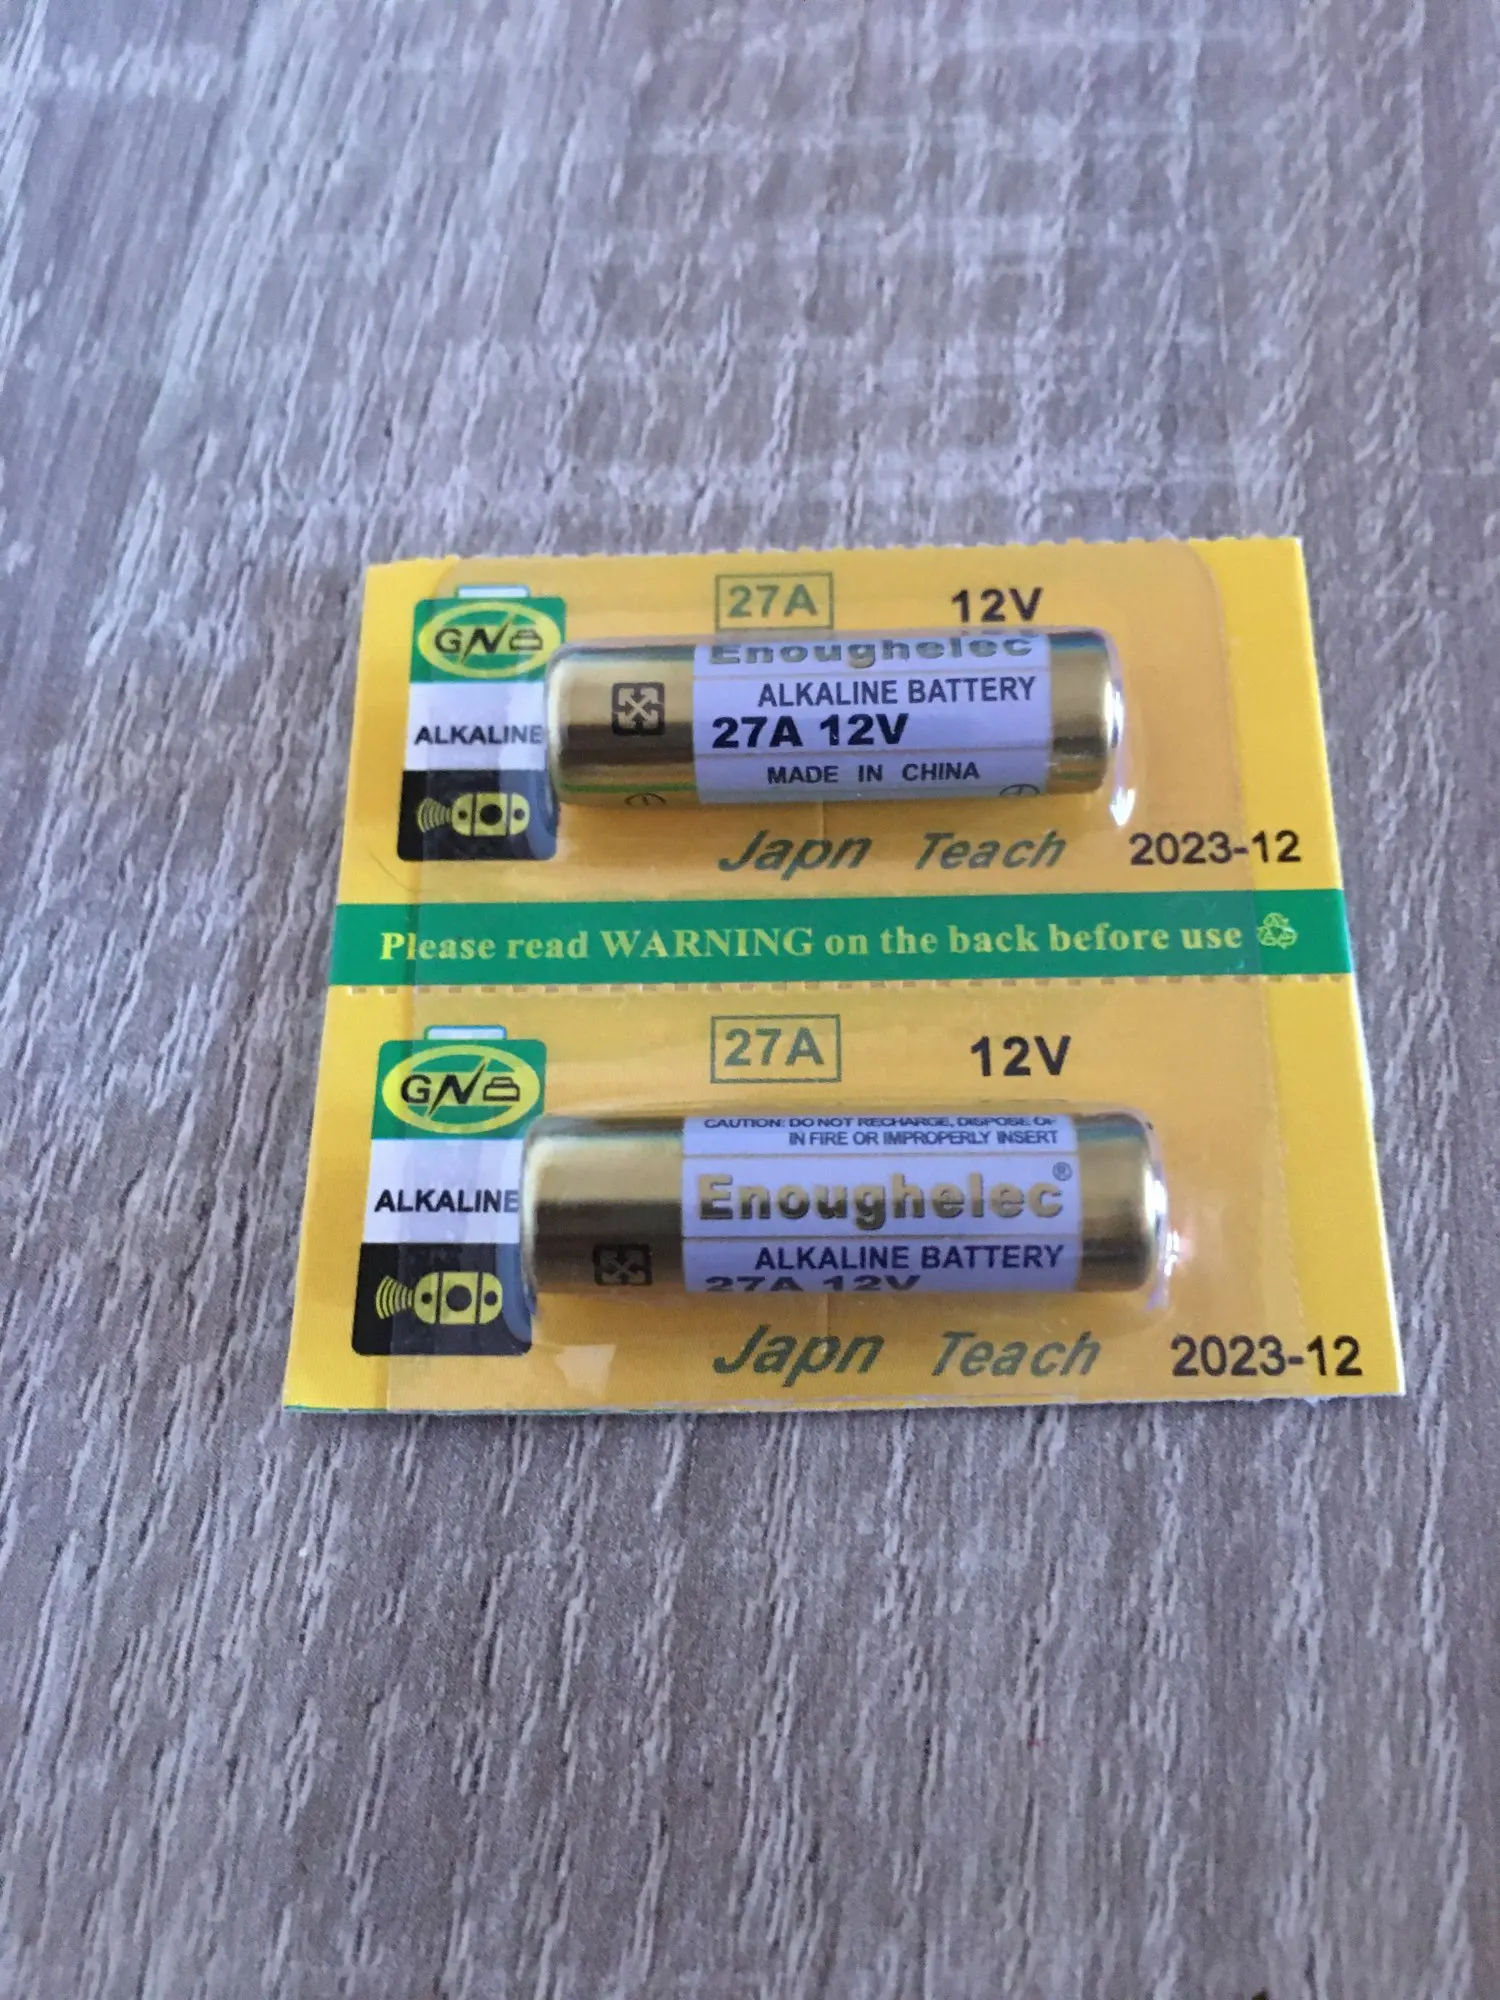 27A 12V
GN
Enoughelec
ALKALINE BATTERY
ALKALINE
27A 12V
MADE IN CHINA
Japn Teach 2023-12
Please read WARNING on the back before use
27A 12V
GN
CAUTION: DO NOT RECHARGE, DISPOSE OF
IN FIRE OR IMPROPERLY INSERT
Enoughelec®
ALKALINE
ALKALINE BATTERY
27A 12V
Japn Teach 2023-12